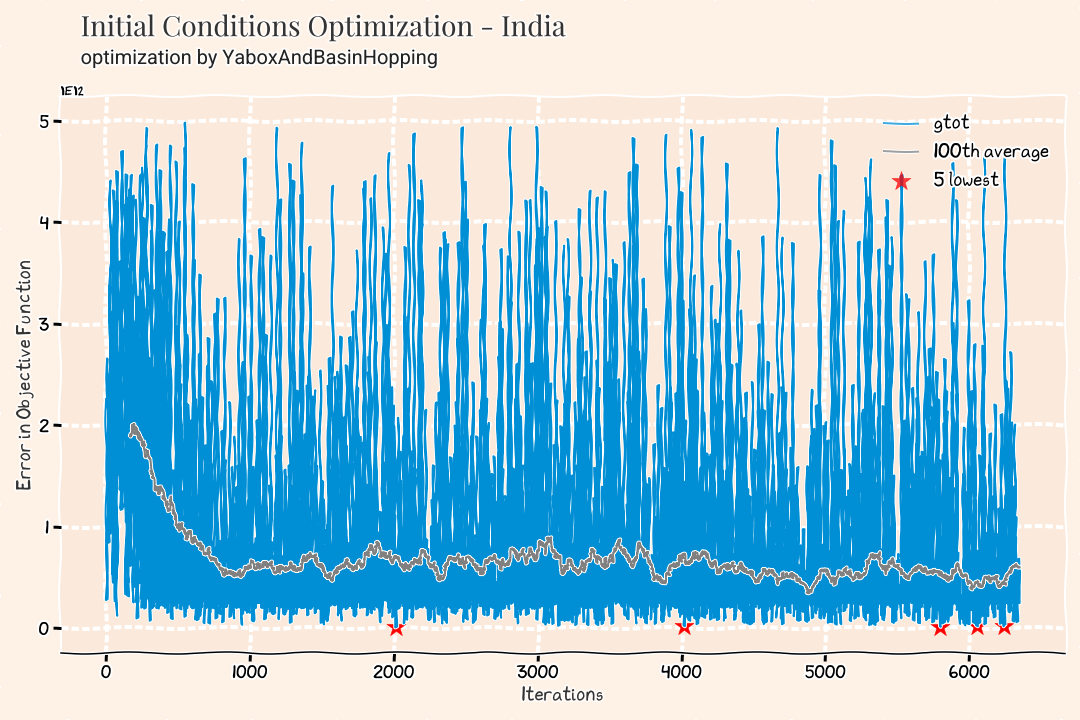 Initial Conditions Optimization - India
optimization by YaboxAndBasinHopping
1E12
gtot
100th average
5 lowest
5
4
3
2
1
0
Error in Objective Function
0 1000 2000 3000 4000 5000 6000
Iterations